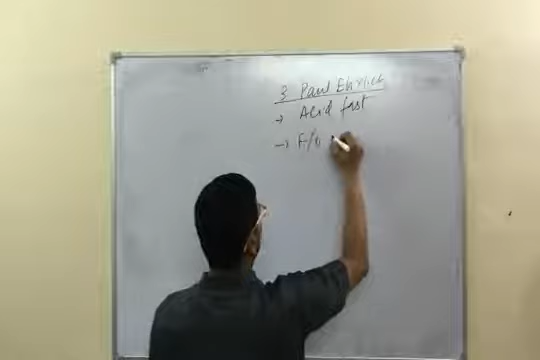 3 Paul Ehrlich
→ Acid fast
→ F/o